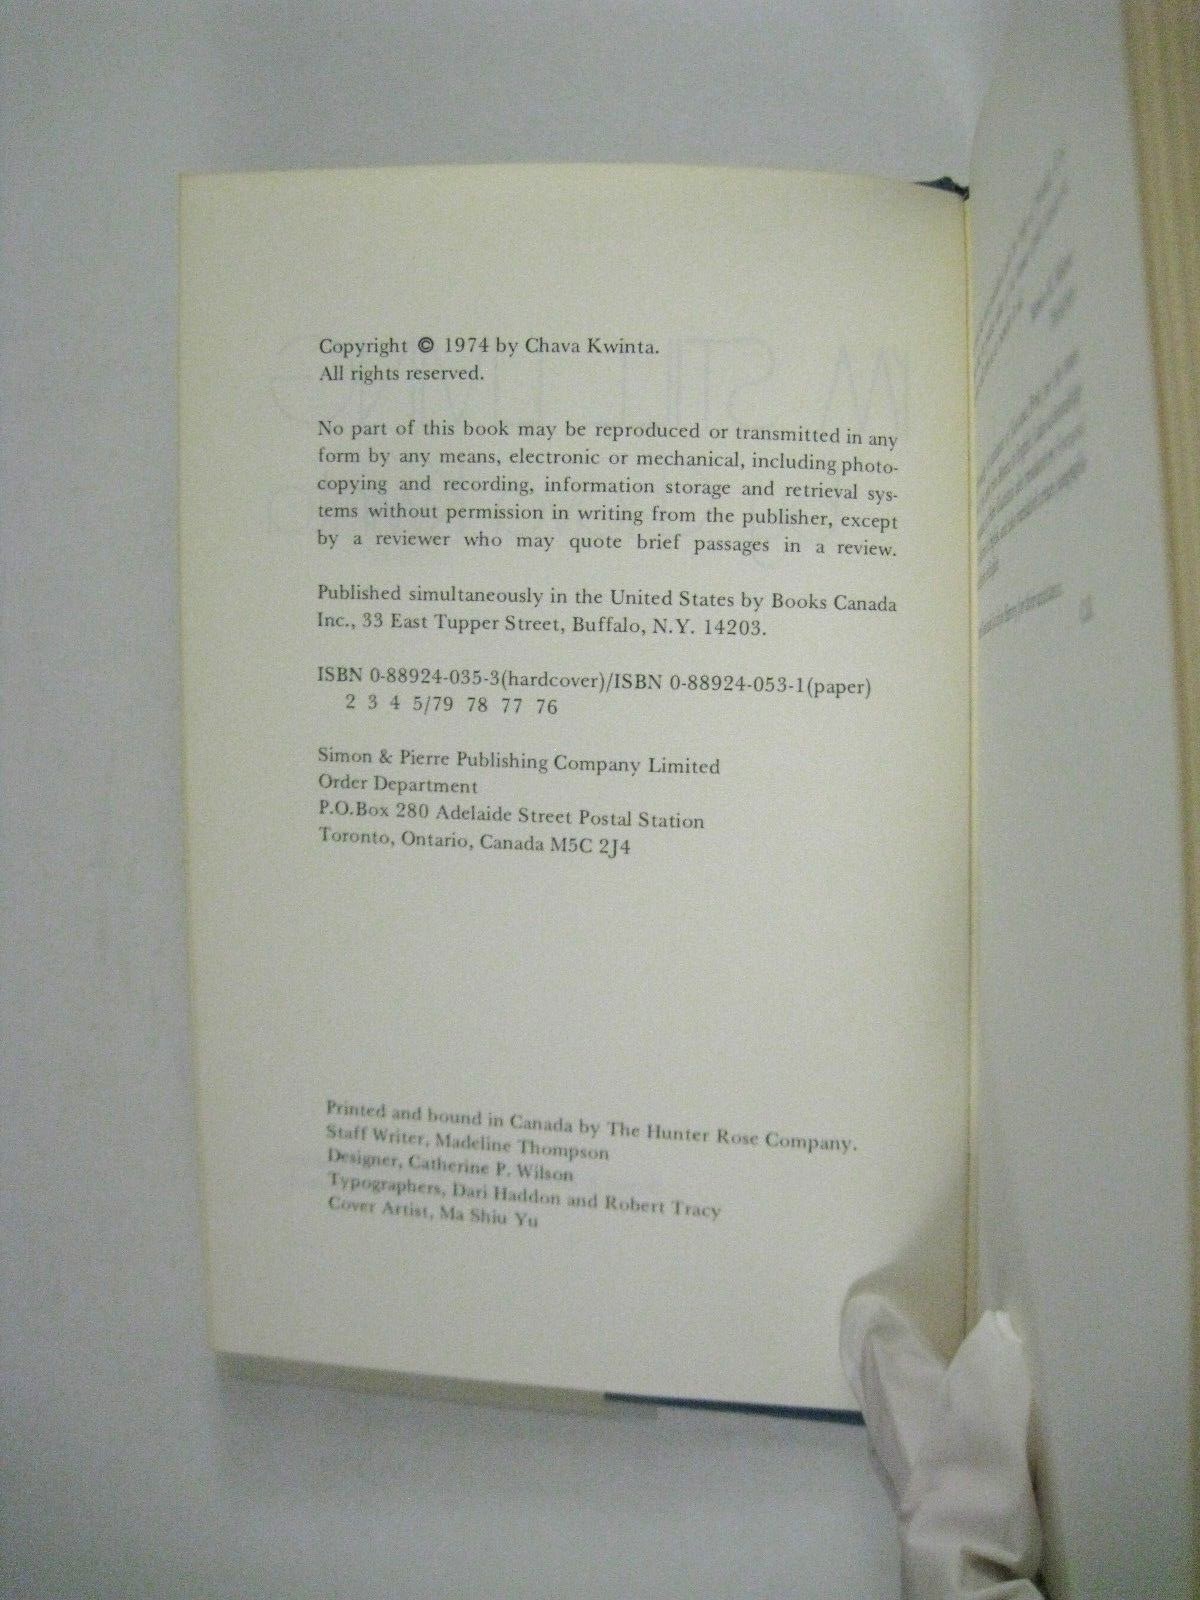 Copyright © 1974 by Chava Kwinta.
All rights reserved.
No part of this book may be reproduced or transmitted in any
form by any means, electronic or mechanical, including photo-
copying and recording, information storage and retrieval sys-
tems without permission in writing from the publisher, except
by a reviewer who may quote brief passages in a review.
Published simultaneously in the United States by Books Canada
Inc., 33 East Tupper Street, Buffalo, N.Y. 14203.
ISBN 0-88924-035-3(hardcover)/ISBN 0-88924-053-1(paper)
2 3 4 5/79 78 77 76
Simon & Pierre Publishing Company Limited
Order Department
P.O.Box 280 Adelaide Street Postal Station
Toronto, Ontario, Canada M5C 2J4
Printed and bound in Canada by The Hunter Rose Company.
Staff Writer, Madeline Thompson
Designer, Catherine P. Wilson
Typographers, Dari Haddon and Robert Tracy
Cover Artist, Ma Shiu Yu